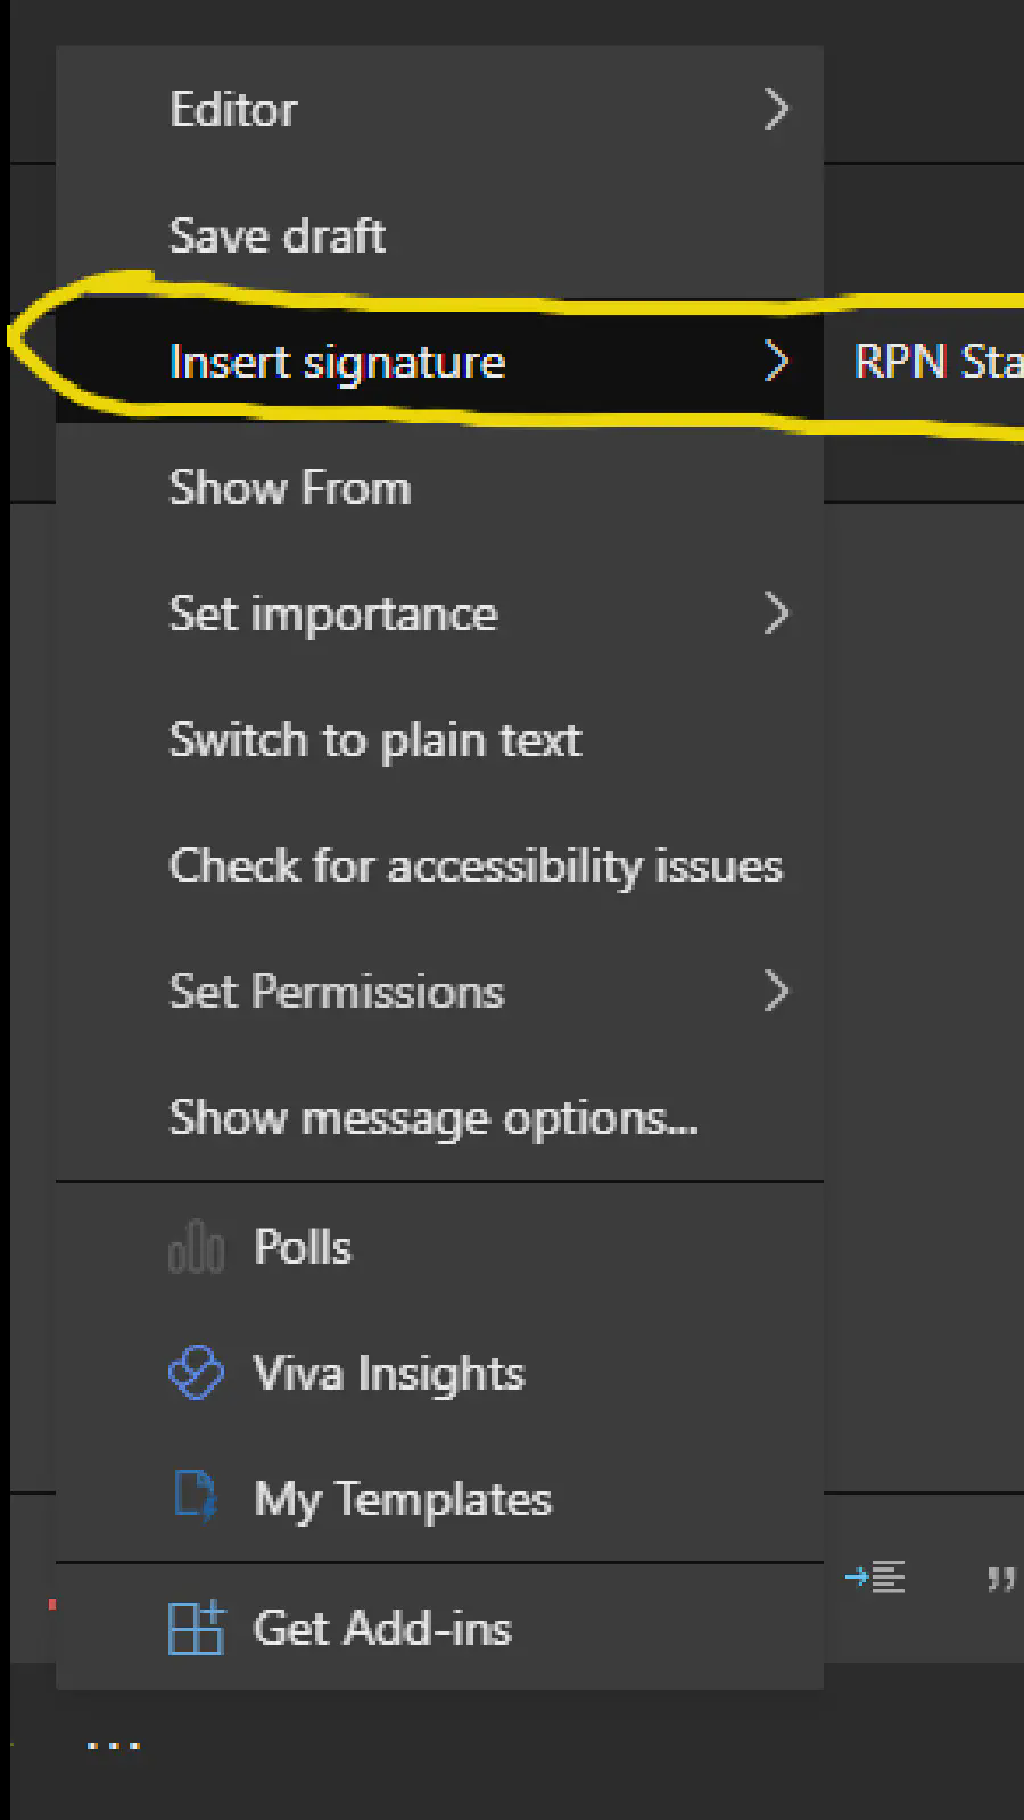 Editor
Save draft
Insert signature
RPN
Show From
Set importance
Switch to plain text
Check for accessibility issues
Set Permissions
Show message options...
Polls
Viva Insights
My Templates
Get Add-ins
...